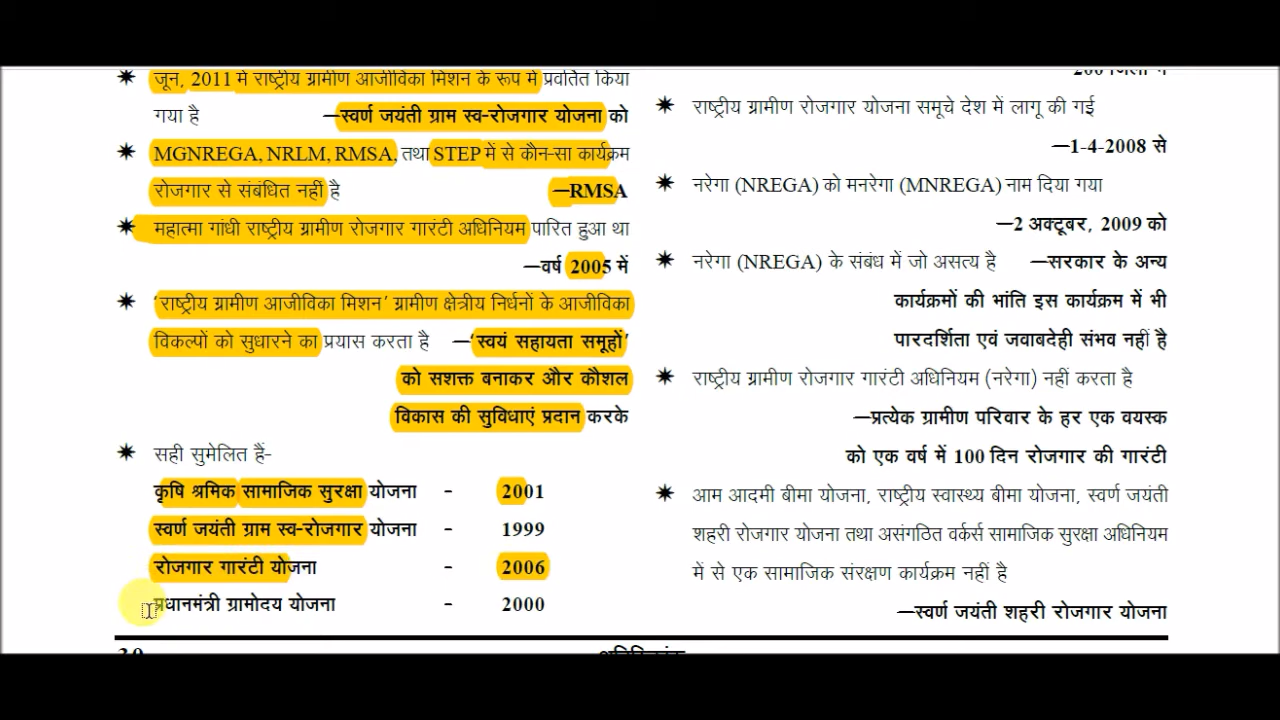 जून, 2011 में राष्ट्रीय ग्रामीण आजीविका मिशन के रूप में प्रवर्तित किया
गया है —स्वर्ण जयंती ग्राम स्व-रोजगार योजना को
✴ MGNREGA, NRLM, RMSA, तथा STEP में से कौन-सा कार्यक्रम
रोजगार से संबंधित नहीं है —RMSA
✴ महात्मा गांधी राष्ट्रीय ग्रामीण रोजगार गारंटी अधिनियम पारित हुआ था
—वर्ष 2005 में
✴ 'राष्ट्रीय ग्रामीण आजीविका मिशन' ग्रामीण क्षेत्रीय निर्धनों के आजीविका
विकल्पों को सुधारने का प्रयास करता है —'स्वयं सहायता समूहों'
को सशक्त बनाकर और कौशल
विकास की सुविधाएं प्रदान करके
✴ सही सुमेलित हैं-
कृषि श्रमिक सामाजिक सुरक्षा योजना - 2001
स्वर्ण जयंती ग्राम स्व-रोजगार योजना - 1999
रोजगार गारंटी योजना - 2006
प्रधानमंत्री ग्रामोदय योजना - 2000
✴ राष्ट्रीय ग्रामीण रोजगार योजना समूचे देश में लागू की गई
—1-4-2008 से
✴ नरेगा (NREGA) को मनरेगा (MNREGA) नाम दिया गया
—2 अक्टूबर, 2009 को
✴ नरेगा (NREGA) के संबंध में जो असत्य है —सरकार के अन्य
कार्यक्रमों की भांति इस कार्यक्रम में भी
पारदर्शिता एवं जवाबदेही संभव नहीं है
✴ राष्ट्रीय ग्रामीण रोजगार गारंटी अधिनियम (नरेगा) नहीं करता है
—प्रत्येक ग्रामीण परिवार के हर एक वयस्क
को एक वर्ष में 100 दिन रोजगार की गारंटी
✴ आम आदमी बीमा योजना, राष्ट्रीय स्वास्थ्य बीमा योजना, स्वर्ण जयंती
शहरी रोजगार योजना तथा असंगठित वर्कर्स सामाजिक सुरक्षा अधिनियम
में से एक सामाजिक संरक्षण कार्यक्रम नहीं है
—स्वर्ण जयंती शहरी रोजगार योजना